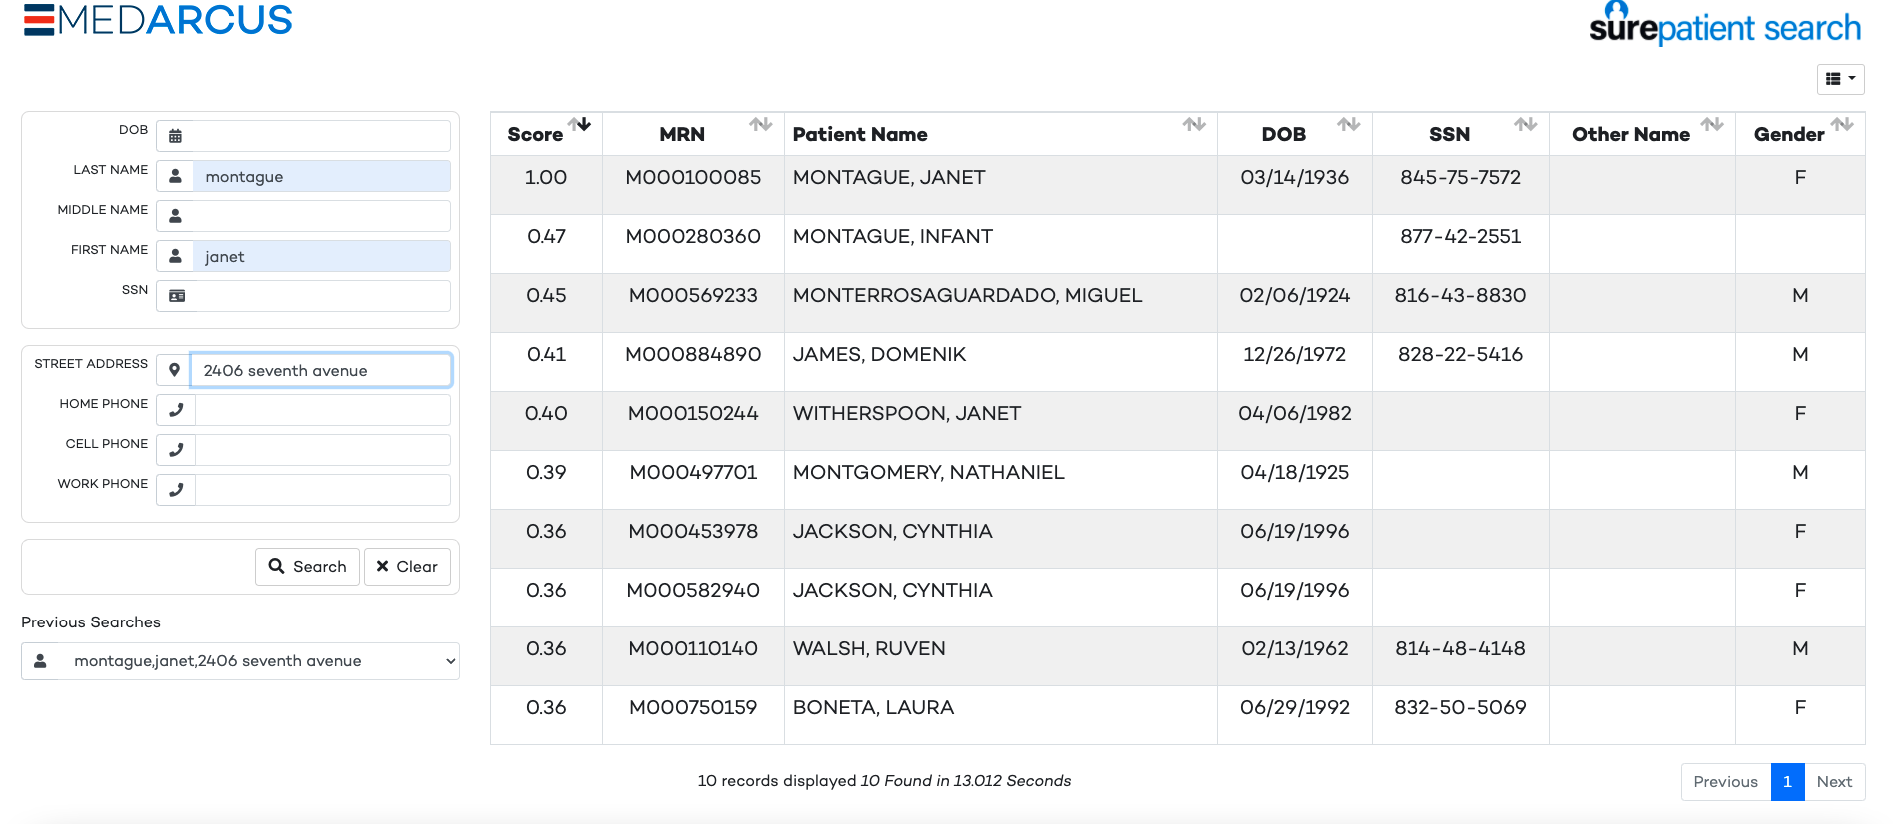 MEDARCUS
surepatient search
DOB
LAST NAME montague
MIDDLE NAME
FIRST NAME janet
SSN
STREET ADDRESS 2406 seventh avenue
HOME PHONE
CELL PHONE
WORK PHONE
Search Clear
Previous Searches
montague,janet,2406 seventh avenue
Score MRN Patient Name DOB SSN Other Name Gender
1.00 M000100085 MONTAGUE, JANET 03/14/1936 845-75-7572 F
0.47 M000280360 MONTAGUE, INFANT 877-42-2551
0.45 M000569233 MONTERROSAGUARDADO, MIGUEL 02/06/1924 816-43-8830 M
0.41 M000884890 JAMES, DOMENIK 12/26/1972 828-22-5416 M
0.40 M000150244 WITHERSPOON, JANET 04/06/1982 F
0.39 M000497701 MONTGOMERY, NATHANIEL 04/18/1925 M
0.36 M000453978 JACKSON, CYNTHIA 06/19/1996 F
0.36 M000582940 JACKSON, CYNTHIA 06/19/1996 F
0.36 M000110140 WALSH, RUVEN 02/13/1962 814-48-4148 M
0.36 M000750159 BONETA, LAURA 06/29/1992 832-50-5069 F
10 records displayed 10 Found in 13.012 Seconds
Previous 1 Next